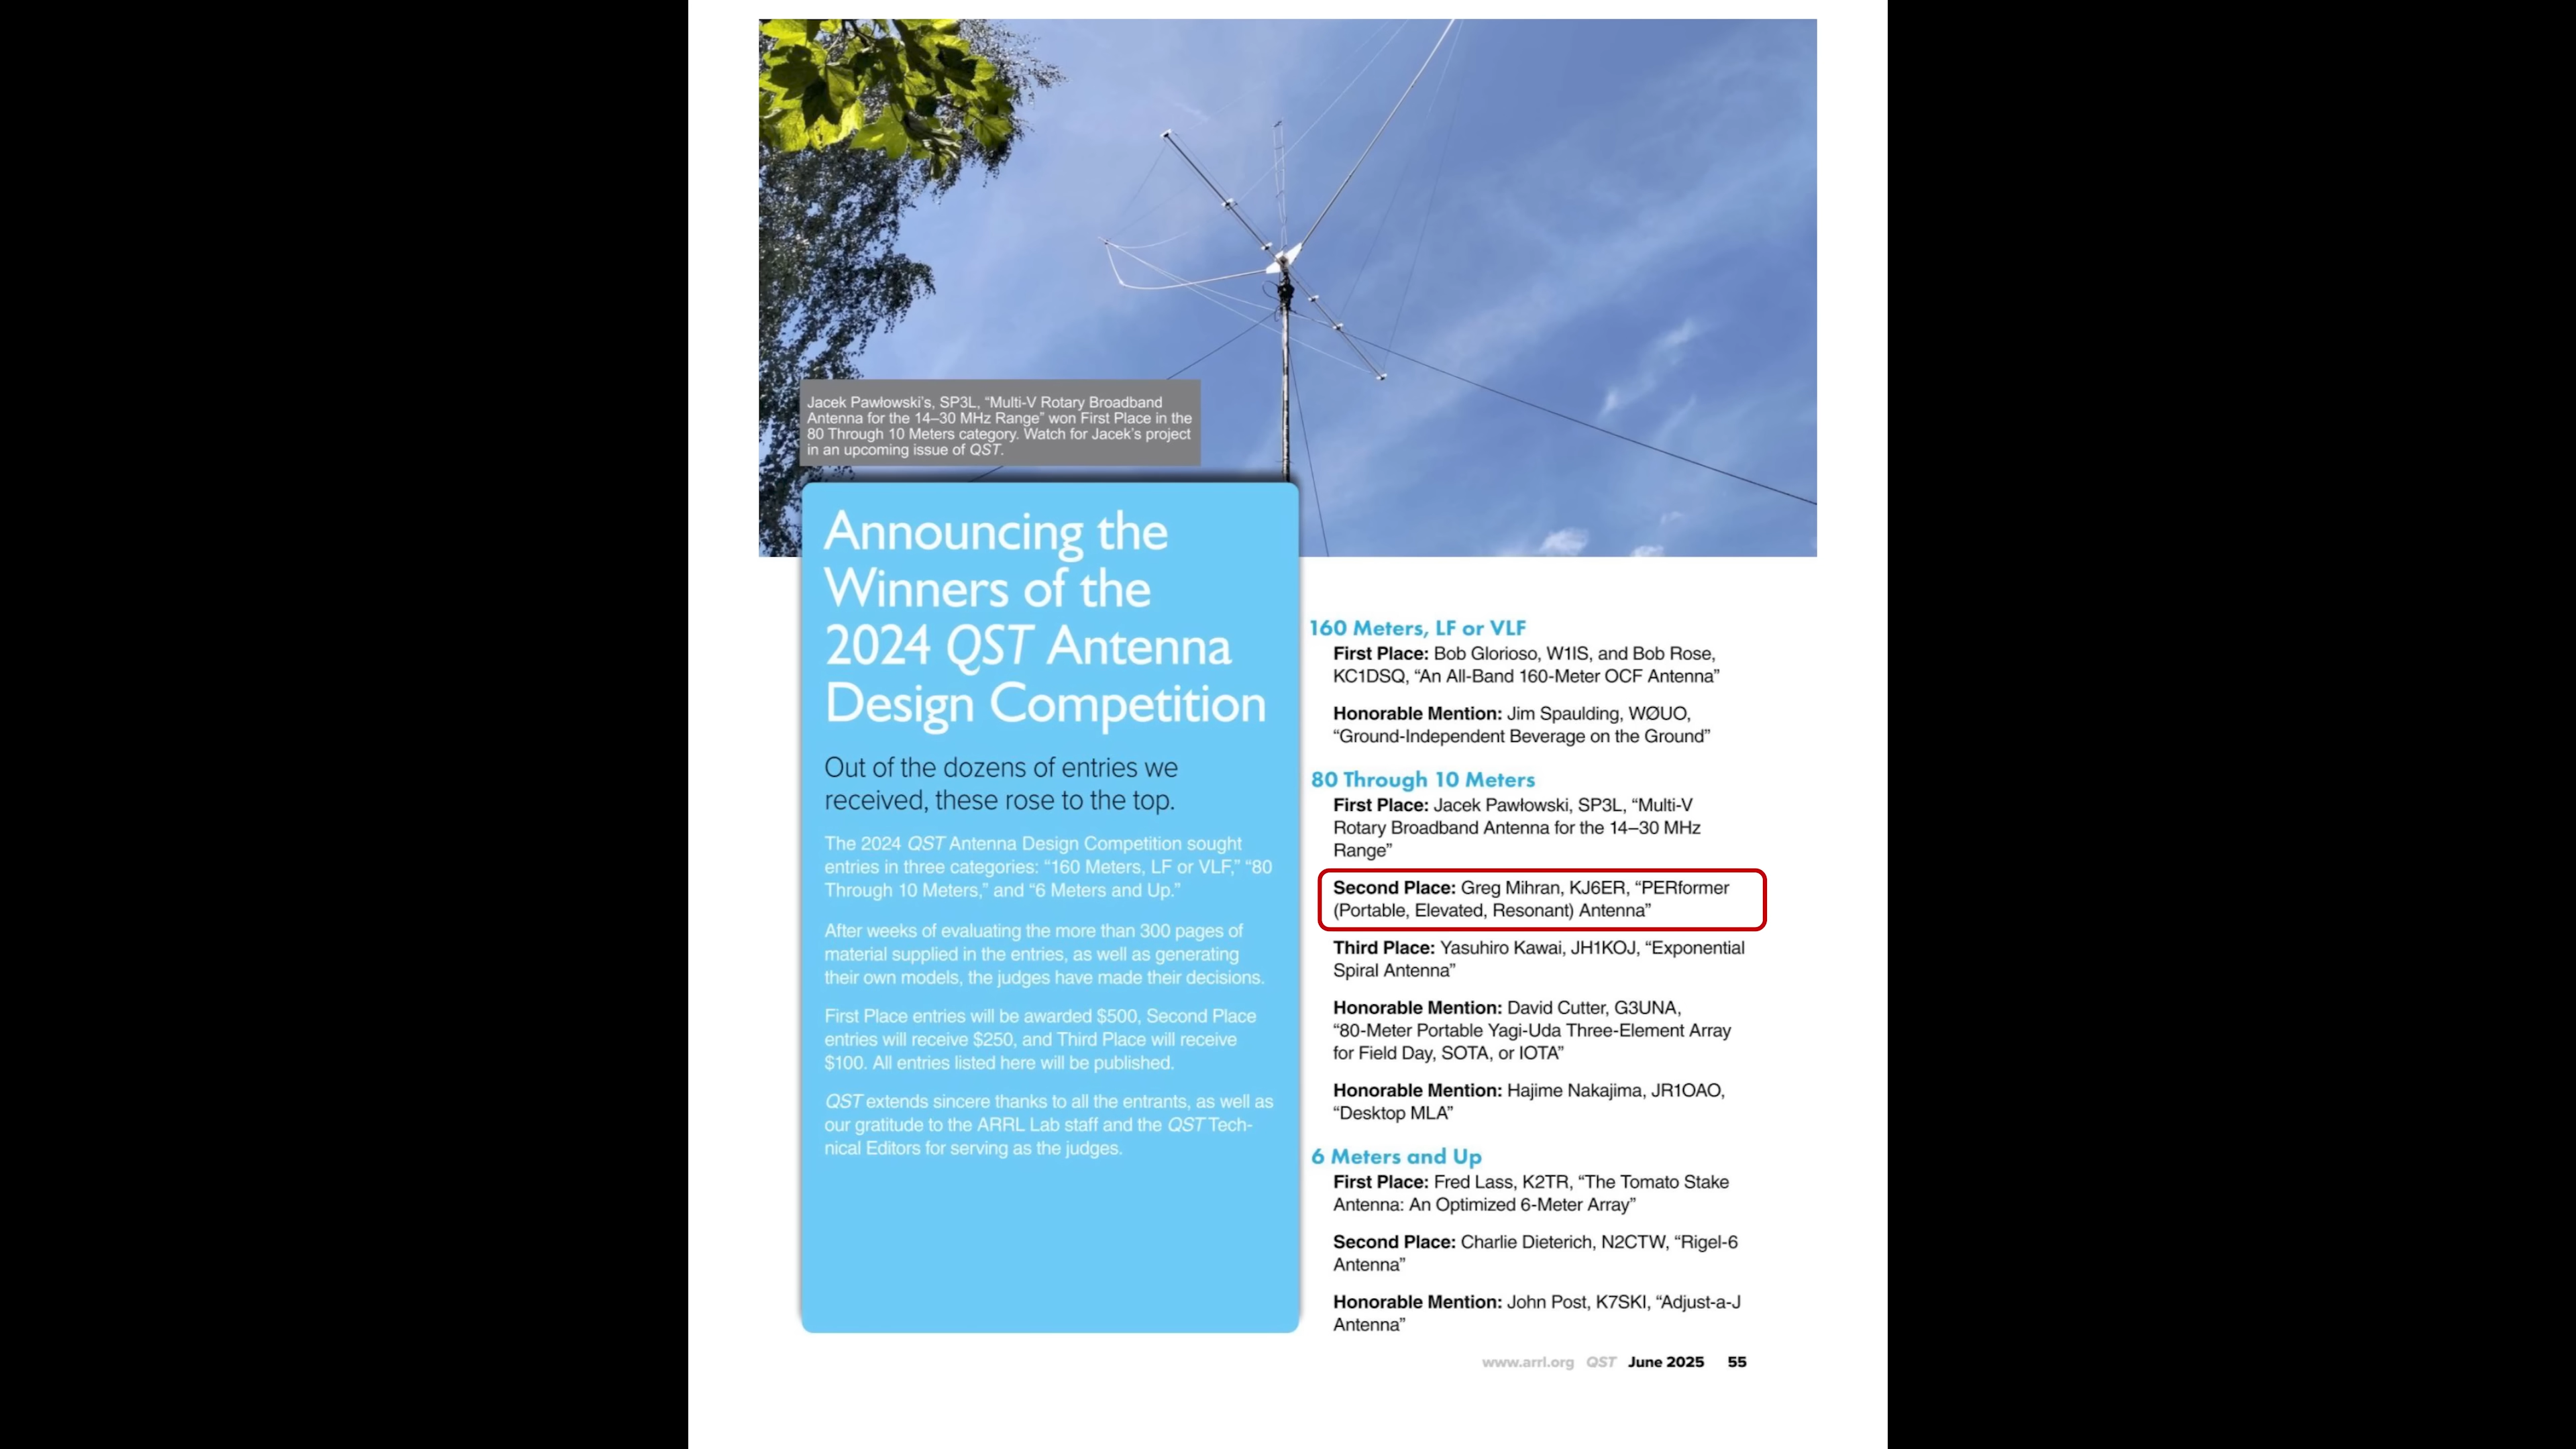 Jacek Pawłowski’s, SP3L, “Multi-V Rotary Broadband
Antenna for the 14–30 MHz Range” won First Place in the
80 Through 10 Meters category. Watch for Jacek’s project
in an upcoming issue of QST.
Announcing the
Winners of the
2024 QST Antenna
Design Competition
Out of the dozens of entries we
received, these rose to the top.
The 2024 QST Antenna Design Competition sought
entries in three categories: “160 Meters, LF or VLF,” “80
Through 10 Meters,” and “6 Meters and Up.”
After weeks of evaluating the more than 300 pages of
material supplied in the entries, as well as generating
their own models, the judges have made their decisions.
First Place entries will be awarded $500, Second Place
entries will receive $250, and Third Place will receive
$100. All entries listed here will be published.
QST extends sincere thanks to all the entrants, as well as
our gratitude to the ARRL Lab staff and the QST Tech-
nical Editors for serving as the judges.
160 Meters, LF or VLF
First Place: Bob Glorioso, W1IS, and Bob Rose,
KC1DSQ, “An All-Band 160-Meter OCF Antenna”
Honorable Mention: Jim Spaulding, WØUO,
“Ground-Independent Beverage on the Ground”
80 Through 10 Meters
First Place: Jacek Pawłowski, SP3L, “Multi-V
Rotary Broadband Antenna for the 14–30 MHz
Range”
Second Place: Greg Mihran, KJ6ER, “PERformer
(Portable, Elevated, Resonant) Antenna”
Third Place: Yasuhiro Kawai, JH1KOJ, “Exponential
Spiral Antenna”
Honorable Mention: David Cutter, G3UNA,
“80-Meter Portable Yagi-Uda Three-Element Array
for Field Day, SOTA, or IOTA”
Honorable Mention: Hajime Nakajima, JR1OAO,
“Desktop MLA”
6 Meters and Up
First Place: Fred Lass, K2TR, “The Tomato Stake
Antenna: An Optimized 6-Meter Array”
Second Place: Charlie Dieterich, N2CTW, “Rigel-6
Antenna”
Honorable Mention: John Post, K7SKI, “Adjust-a-J
Antenna”
www.arrl.org QST June 2025 55